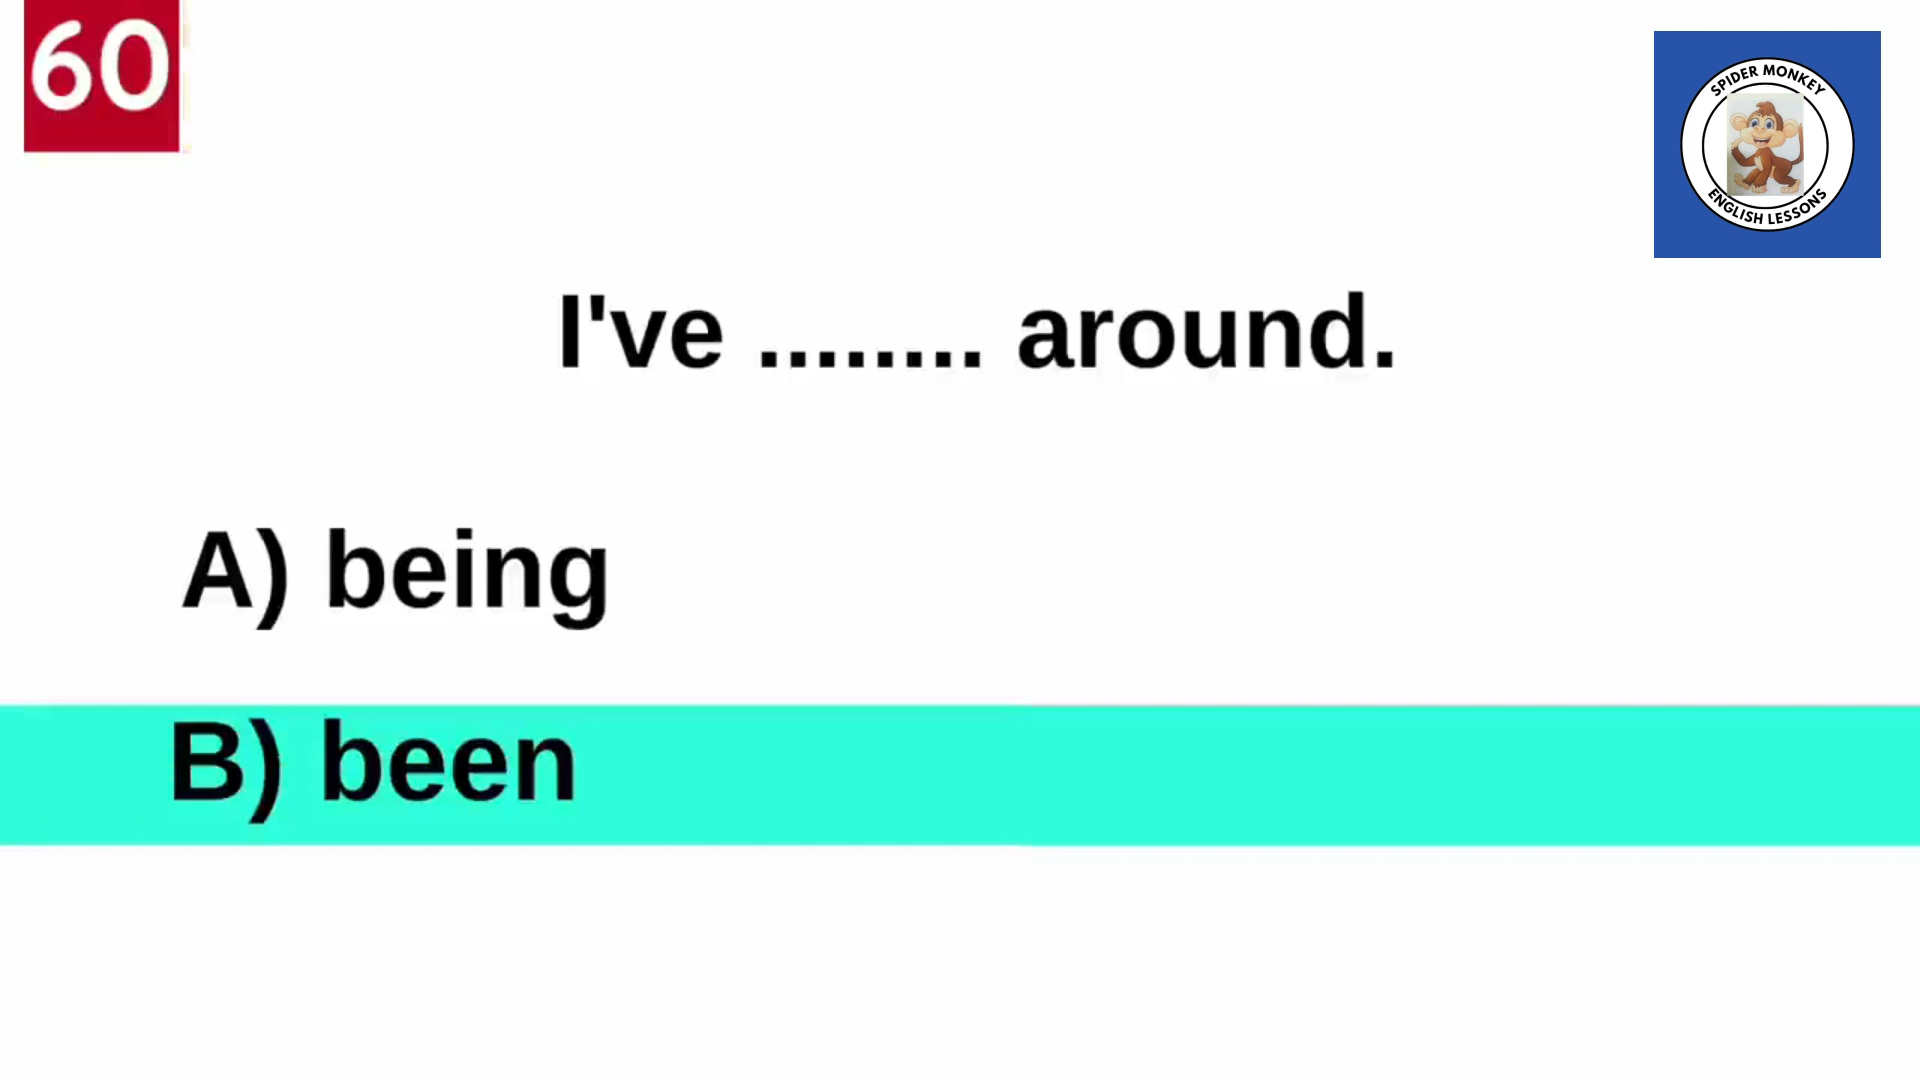 60
SPIDER MONKEY
ENGLISH LESSONS
I've ........ around.
A) being
B) been